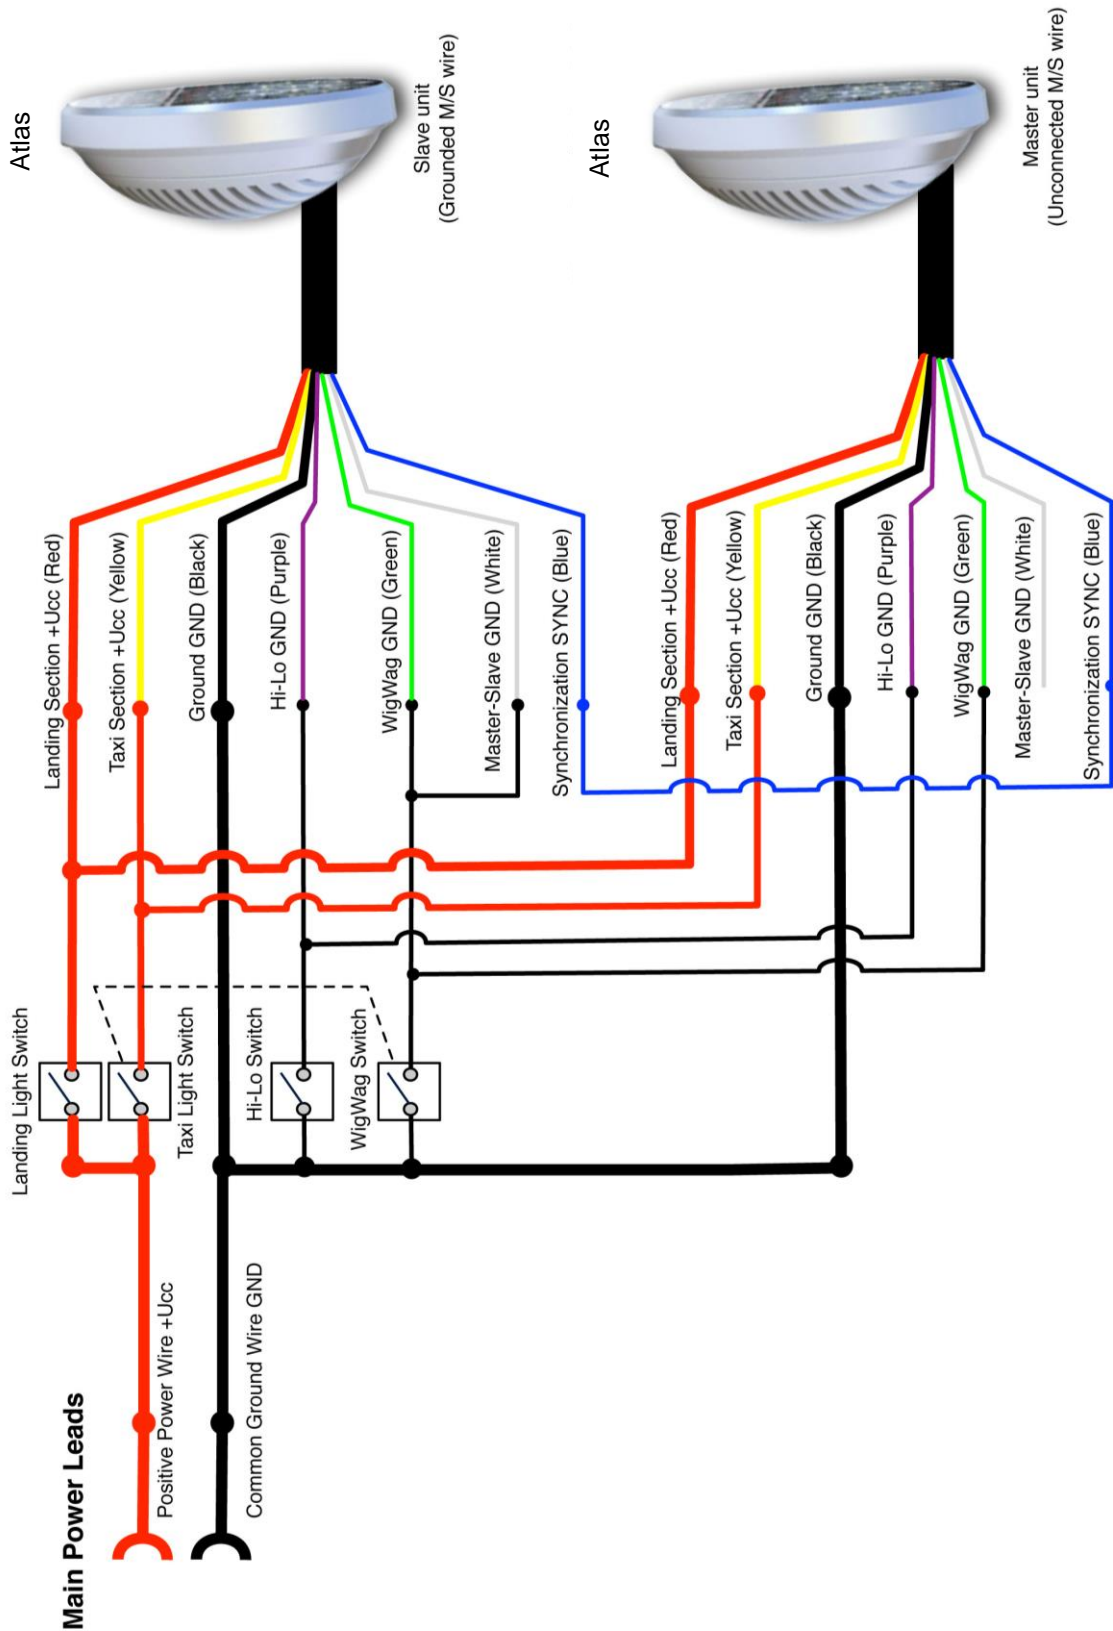 Main Power Leads
Positive Power Wire +Ucc
Common Ground Wire GND
Landing Light Switch
Taxi Light Switch
Hi-Lo Switch
WigWag Switch
Landing Section +Ucc (Red)
Taxi Section +Ucc (Yellow)
Ground GND (Black)
Hi-Lo GND (Purple)
WigWag GND (Green)
Master-Slave GND (White)
Synchronization SYNC (Blue)
Atlas
Slave unit
(Grounded M/S wire)
Landing Section +Ucc (Red)
Taxi Section +Ucc (Yellow)
Ground GND (Black)
Hi-Lo GND (Purple)
WigWag GND (Green)
Master-Slave GND (White)
Synchronization SYNC (Blue)
Atlas
Master unit
(Unconnected M/S wire)